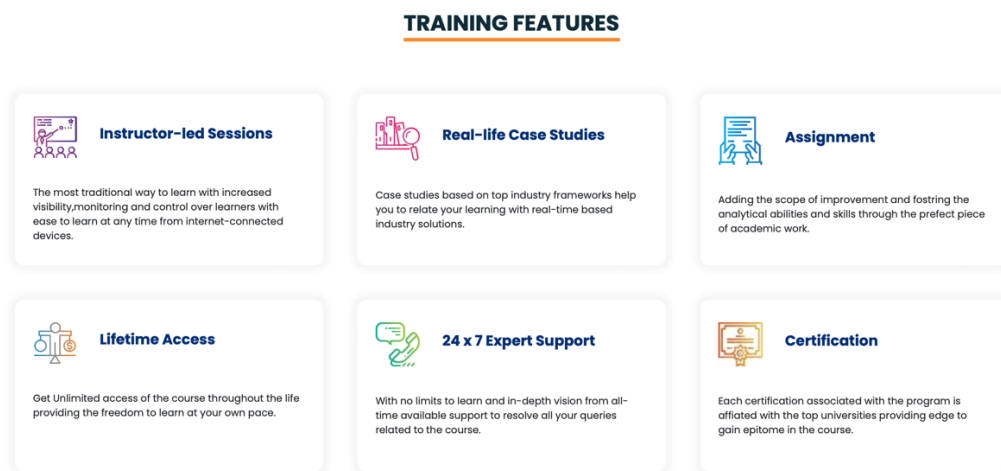 TRAINING FEATURES
Instructor-led Sessions
The most traditional way to learn with increased
visibility,monitoring and control over learners with
ease to learn at any time from internet-connected
devices.
Real-life Case Studies
Case studies based on top industry frameworks help
you to relate your learning with real-time based
industry solutions.
Assignment
Adding the scope of improvement and fostring the
analytical abilities and skills through the prefect piece
of academic work.
Lifetime Access
Get Unlimited access of the course throughout the life
providing the freedom to learn at your own pace.
24 x 7 Expert Support
With no limits to learn and in-depth vision from all-
time available support to resolve all your queries
related to the course.
Certification
Each certification associated with the program is
affiated with the top universities providing edge to
gain epitome in the course.